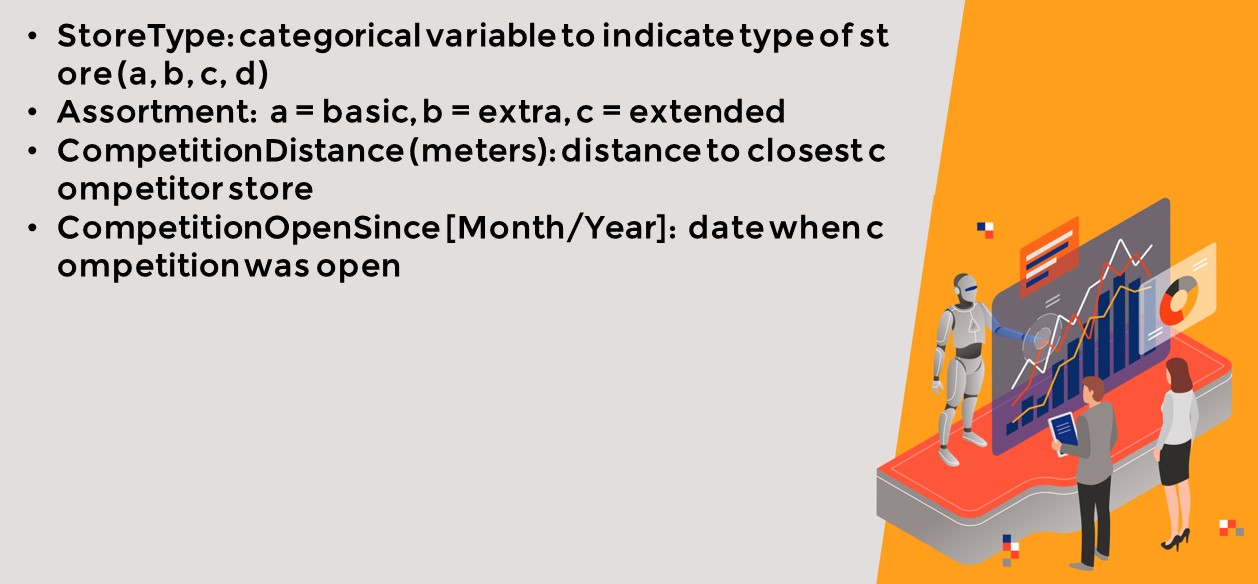 • StoreType: categorical variable to indicate type of st
ore (a, b, c, d)
• Assortment: a = basic, b = extra, c = extended
• CompetitionDistance (meters): distance to closest c
ompetitor store
• CompetitionOpenSince [Month/Year]: date when c
ompetition was open